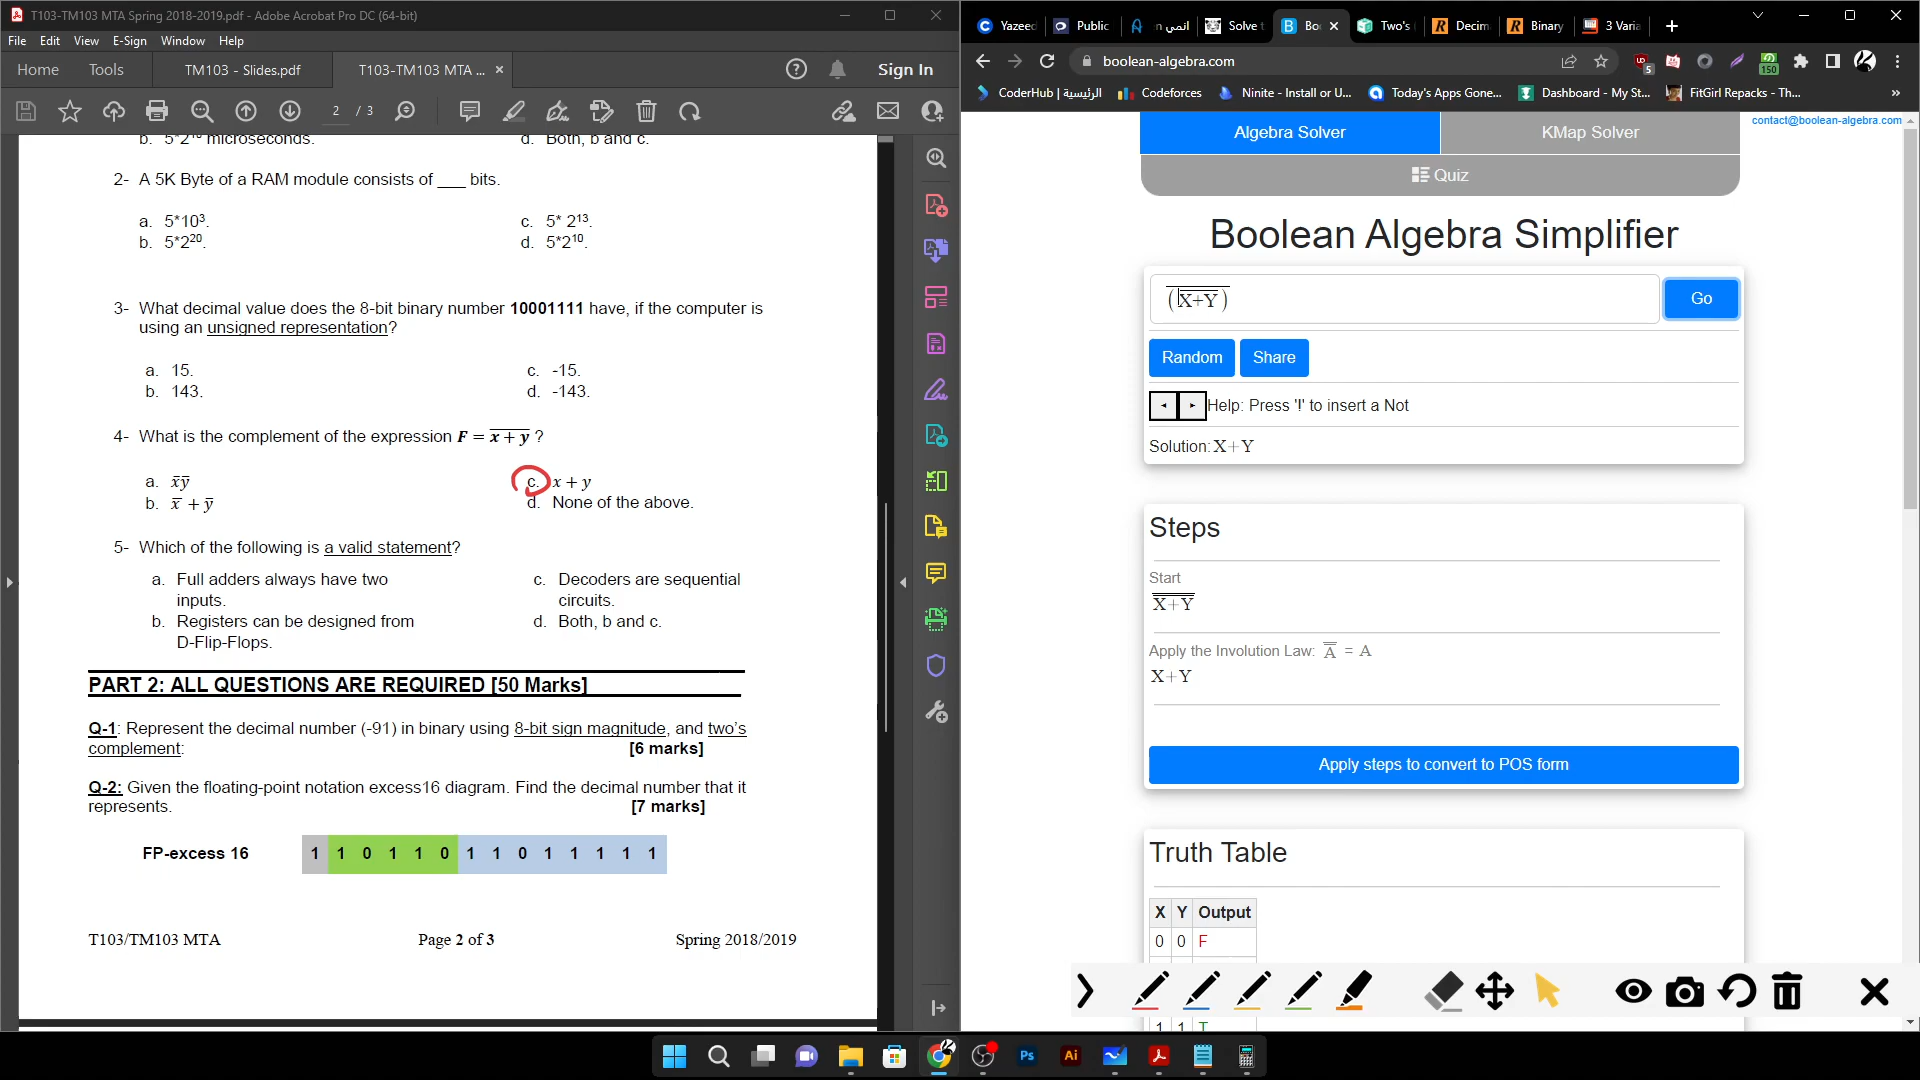 T103-TM103 MTA Spring 2018-2019.pdf - Adobe Acrobat Pro DC (64-bit)
File Edit View E-Sign Window Help
Home Tools TM103 - Slides.pdf T103-TM103 MTA ... × Sign In
2 / 3
b. 5*2¹⁰ microseconds. d. Both, b and c.
2- A 5K Byte of a RAM module consists of ___ bits.
a. 5*10³. c. 5* 2¹³.
b. 5*2²⁰. d. 5*2¹⁰.
3- What decimal value does the 8-bit binary number 10001111 have, if the computer is
using an unsigned representation?
a. 15. c. -15.
b. 143. d. -143.
4- What is the complement of the expression F = x̅ ̅+̅ ̅y̅ ?
a. x̅y̅ c. x + y
b. x̅ + y̅ d. None of the above.
5- Which of the following is a valid statement?
a. Full adders always have two c. Decoders are sequential
inputs. circuits.
b. Registers can be designed from d. Both, b and c.
D-Flip-Flops.
PART 2: ALL QUESTIONS ARE REQUIRED [50 Marks]
Q-1: Represent the decimal number (-91) in binary using 8-bit sign magnitude, and two's
complement: [6 marks]
Q-2: Given the floating-point notation excess16 diagram. Find the decimal number that it
represents. [7 marks]
FP-excess 16 1 1 0 1 1 0 1 1 0 1 1 1 1 1
T103/TM103 MTA Page 2 of 3 Spring 2018/2019
Yazeed Public انمي Solve Boo Two's Decim Binary 3 Varia
boolean-algebra.com
5 150
CoderHub | الرئيسية Codeforces Ninite - Install or U... Today's Apps Gone... Dashboard - My St... FitGirl Repacks - Th... »
contact@boolean-algebra.com
Algebra Solver KMap Solver
Quiz
Boolean Algebra Simplifier
(X+Y) Go
Random Share
Help: Press '!' to insert a Not
Solution: X+Y
Steps
Start
X+Y
Apply the Involution Law: A = A
X+Y
Apply steps to convert to POS form
Truth Table
X Y Output
0 0 F
1 1 T
Ps Ai